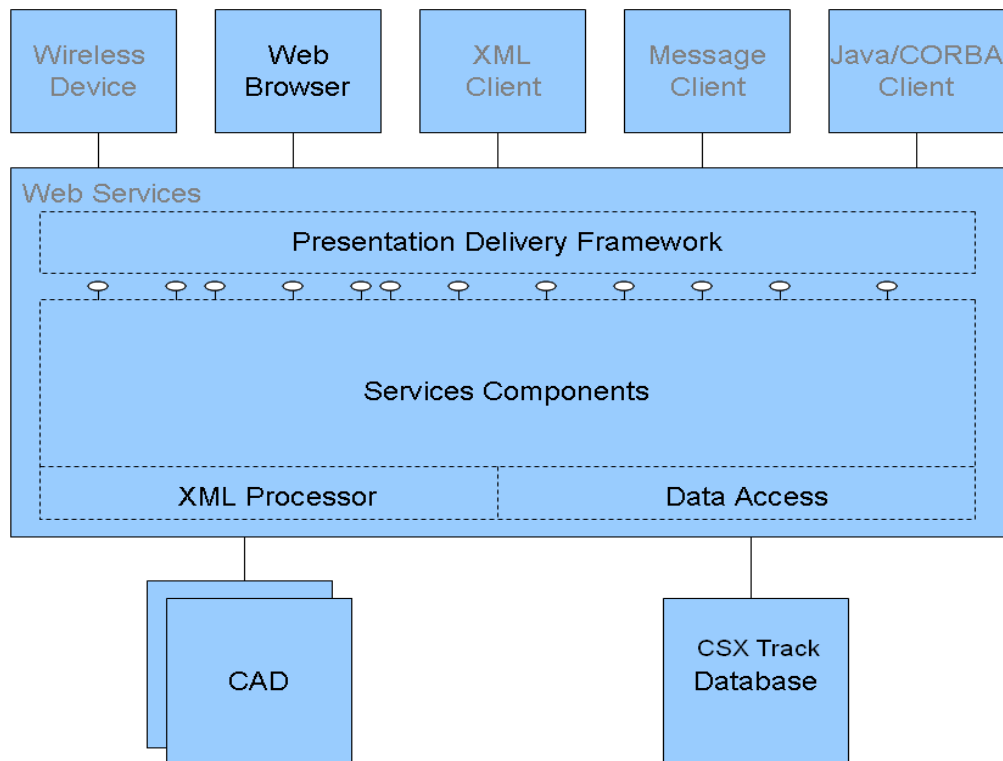 Wireless
Device
Web
Browser
XML
Client
Message
Client
Java/CORBA
Client
Web Services
Presentation Delivery Framework
Services Components
XML Processor
Data Access
CAD
CSX Track
Database